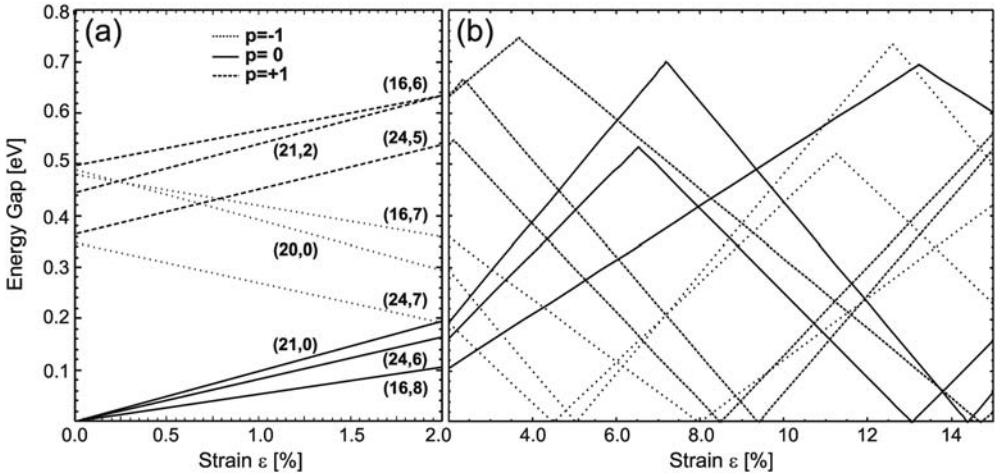 (a)
p=-1
p= 0
p=+1
(16,6)
(21,2)
(24,5)
(16,7)
(20,0)
(24,7)
(21,0)
(24,6)
(16,8)
(b)
Energy Gap [eV]
0.8
0.7
0.6
0.5
0.4
0.3
0.2
0.1
0.0 0.5 1.0 1.5 2.0
4.0 6.0 8.0 10 12 14
Strain ε [%]
Strain ε [%]